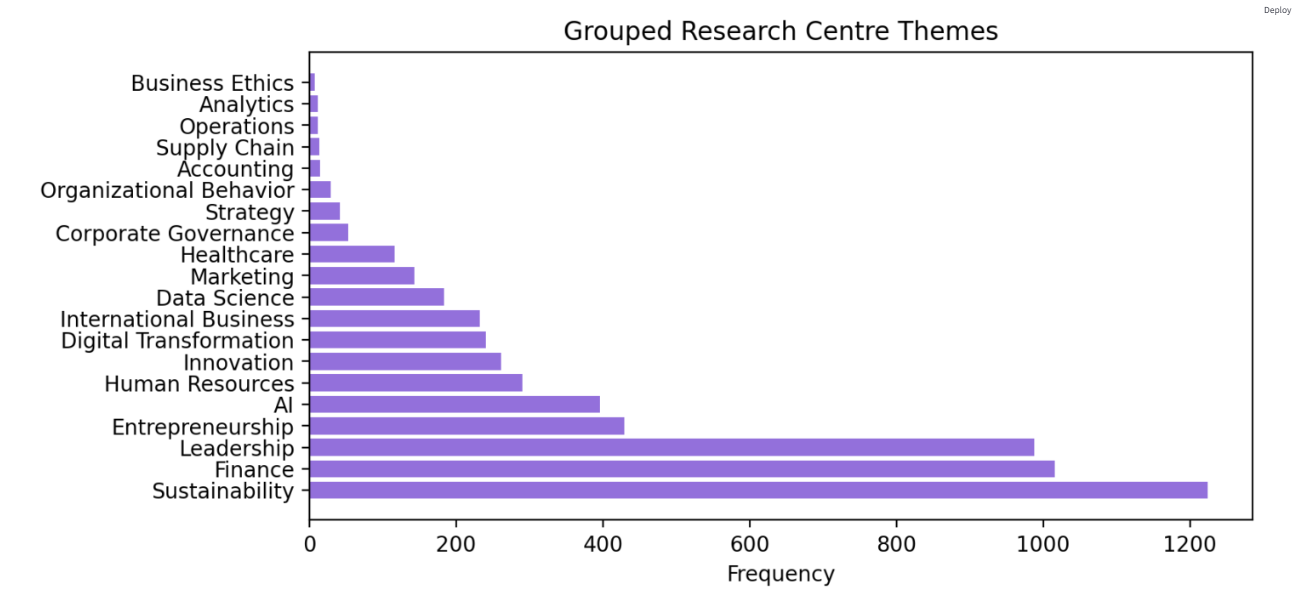 Deploy
Grouped Research Centre Themes
Business Ethics
Analytics
Operations
Supply Chain
Accounting
Organizational Behavior
Strategy
Corporate Governance
Healthcare
Marketing
Data Science
International Business
Digital Transformation
Innovation
Human Resources
AI
Entrepreneurship
Leadership
Finance
Sustainability
0 200 400 600 800 1000 1200
Frequency